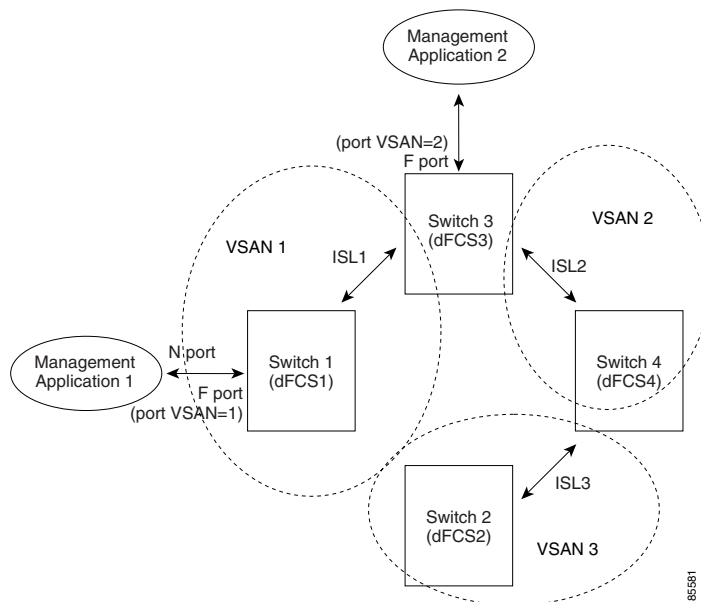 Management
Application 2
(port VSAN=2)
F port
Switch 3
(dFCS3)
VSAN 2
VSAN 1
ISL1
ISL2
Management
Application 1
N port
F port
(port VSAN=1)
Switch 1
(dFCS1)
Switch 4
(dFCS4)
ISL3
Switch 2
(dFCS2)
VSAN 3
85581